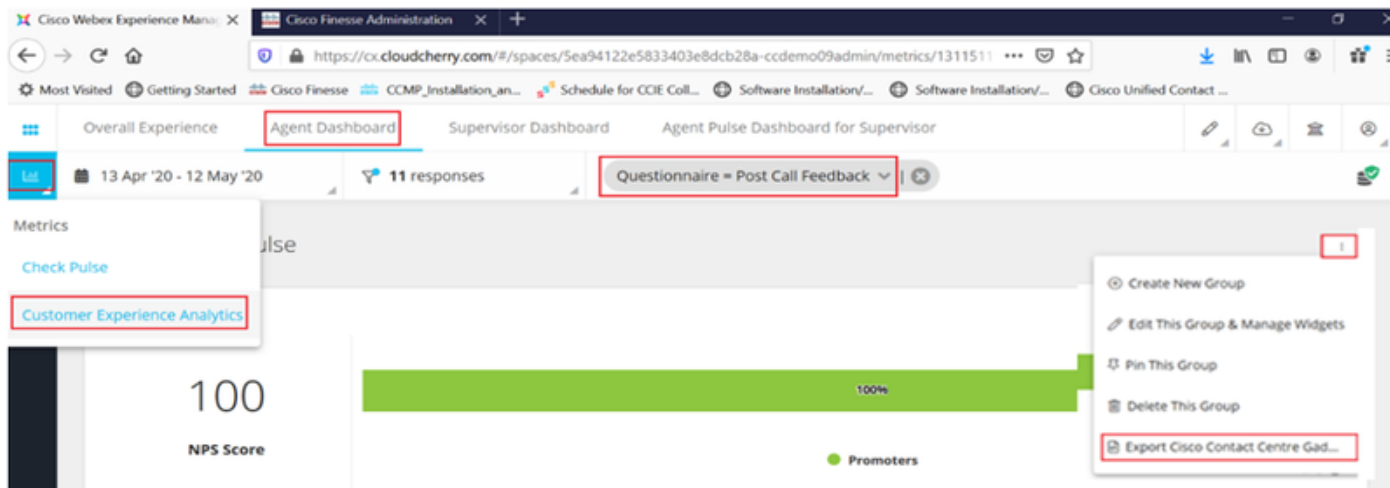 Cisco Webex Experience Manag
Cisco Finesse Administration
https://cx.cloudcherry.com/#/spaces/5ea94122e5833403e8dcb28a-ccdemo09admin/metrics/1311511
Most Visited Getting Started Cisco Finesse CCMP_Installation_an... Schedule for CCIE Coll... Software Installation/... Software Installation/... Cisco Unified Contact ...
Overall Experience Agent Dashboard Supervisor Dashboard Agent Pulse Dashboard for Supervisor
13 Apr '20 - 12 May '20 11 responses Questionnaire = Post Call Feedback
Metrics
ulse
Check Pulse
Customer Experience Analytics
Create New Group
Edit This Group & Manage Widgets
Pin This Group
Delete This Group
Export Cisco Contact Centre Gad...
100
NPS Score
100%
Promoters